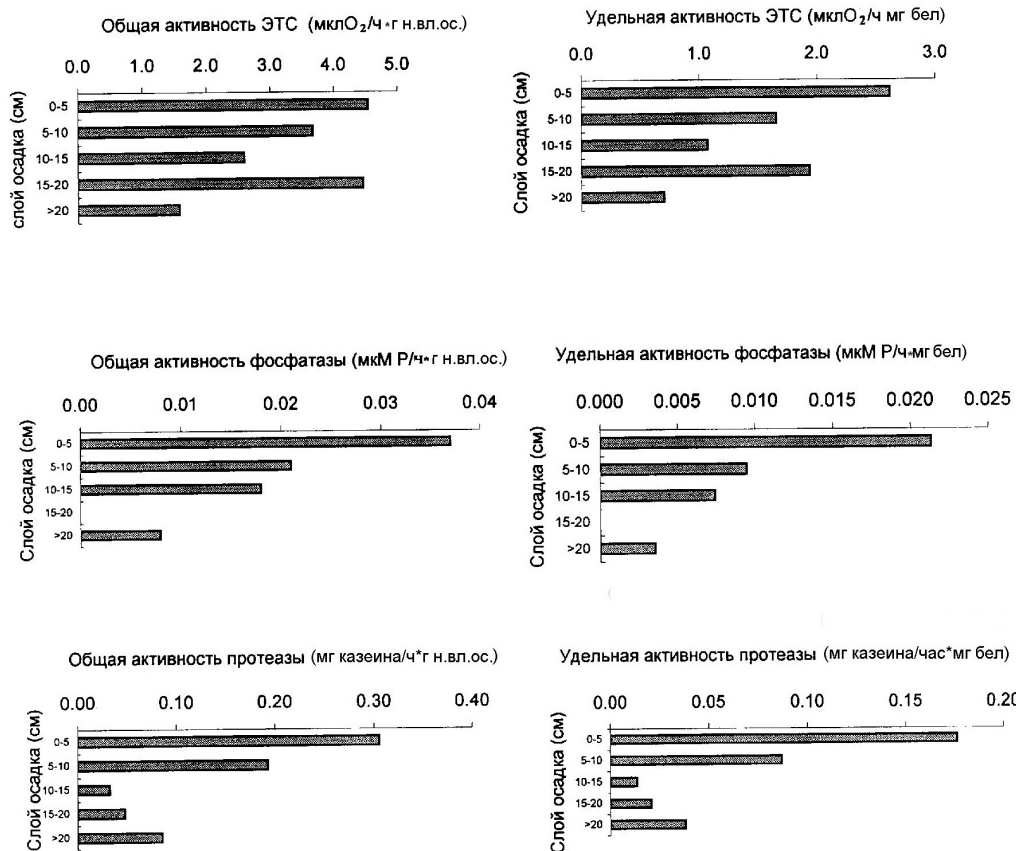 Общая активность ЭТС (мклO₂/ч*г н.вл.ос.)
0.0 1.0 2.0 3.0 4.0 5.0
слой осадка (см)
0-5
5-10
10-15
15-20
>20
Удельная активность ЭТС (мклO₂/ч мг бел)
0.0 1.0 2.0 3.0
Слой осадка (см)
0-5
5-10
10-15
15-20
>20
Общая активность фосфатазы (мкМ Р/ч*г н.вл.ос.)
0.00 0.01 0.02 0.03 0.04
Слой осадка (см)
0-5
5-10
10-15
15-20
>20
Удельная активность фосфатазы (мкМ Р/ч*мг бел)
0.000 0.005 0.010 0.015 0.020 0.025
Слой осадка (см)
0-5
5-10
10-15
15-20
>20
Общая активность протеазы (мг казеина/ч*г н.вл.ос.)
0.00 0.10 0.20 0.30 0.40
Слой осадка (см)
0-5
5-10
10-15
15-20
>20
Удельная активность протеазы (мг казеина/час*мг бел)
0.00 0.05 0.10 0.15 0.20
Слой осадка (см)
0-5
5-10
10-15
15-20
>20